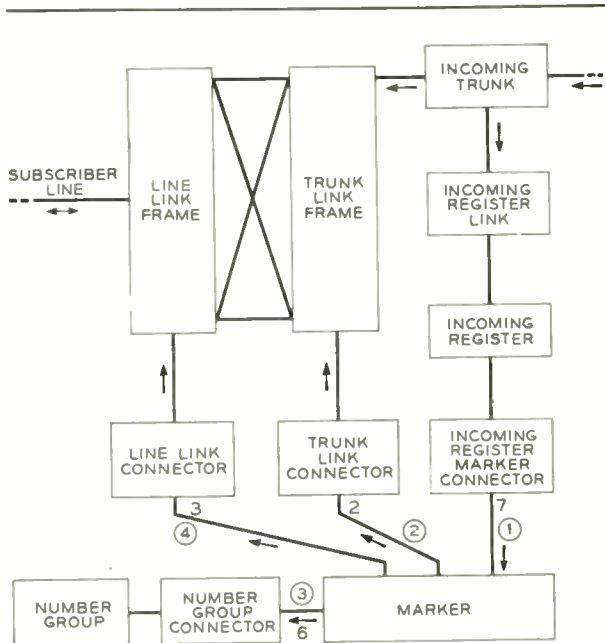 INCOMING
TRUNK
SUBSCRIBER
LINE
LINE
LINK
FRAME
TRUNK
LINK
FRAME
INCOMING
REGISTER
LINK
INCOMING
REGISTER
LINE LINK
CONNECTOR
TRUNK
LINK
CONNECTOR
INCOMING
REGISTER
MARKER
CONNECTOR
3
4
2
2
7
1
NUMBER
GROUP
NUMBER
GROUP
CONNECTOR
3
6
MARKER